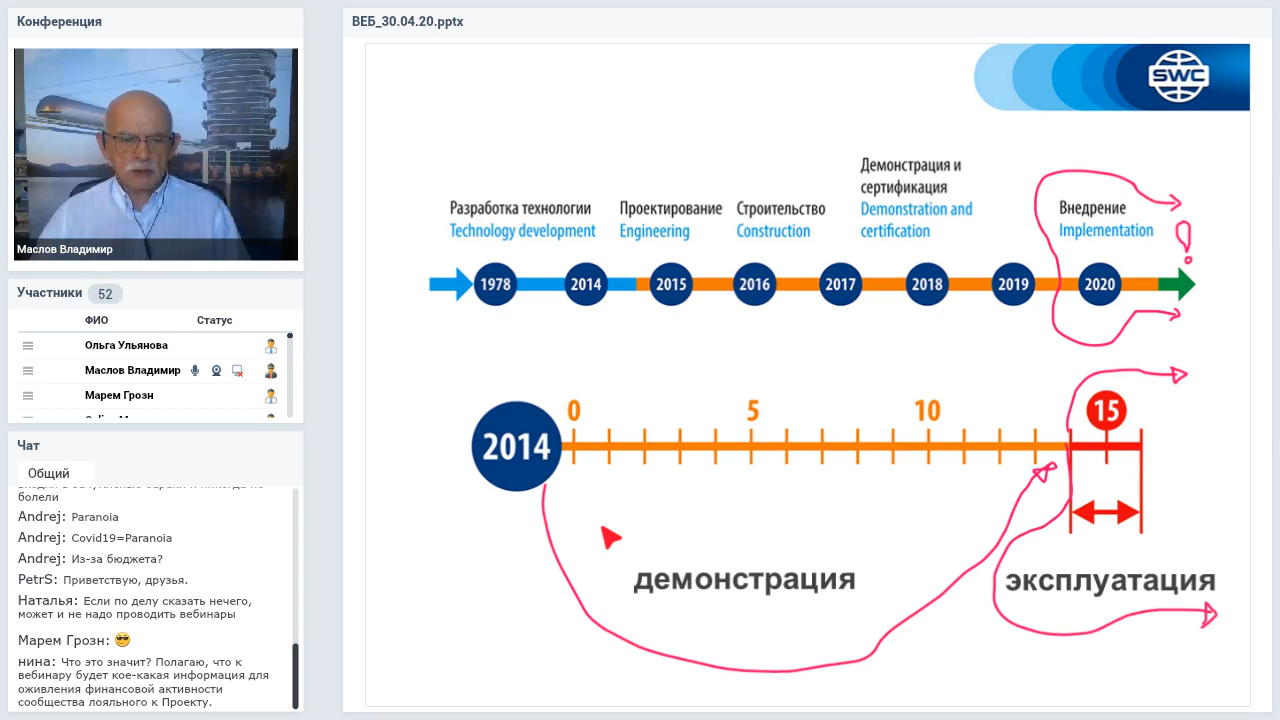 Конференция
Маслов Владимир
Участники 52
ФИО Статус
Ольга Ульянова
Маслов Владимир
Марем Грозн
Чат
Общий
болели
Andrej: Paranoia
Andrej: Covid19=Paranoia
Andrej: Из-за бюджета?
PetrS: Приветствую, друзья.
Наталья: Если по делу сказать нечего,
может и не надо проводить вебинары
Марем Грозн:
нина: Что это значит? Полагаю, что к
вебинару будет кое-какая информация для
оживления финансовой активности
сообщества лояльного к Проекту.
ВЕБ_30.04.20.pptx
SWC
Разработка технологии
Technology development
Проектирование
Engineering
Строительство
Construction
Демонстрация и
сертификация
Demonstration and
certification
Внедрение
Implementation
1978 2014 2015 2016 2017 2018 2019 2020
0 5 10 15
2014
демонстрация
эксплуатация